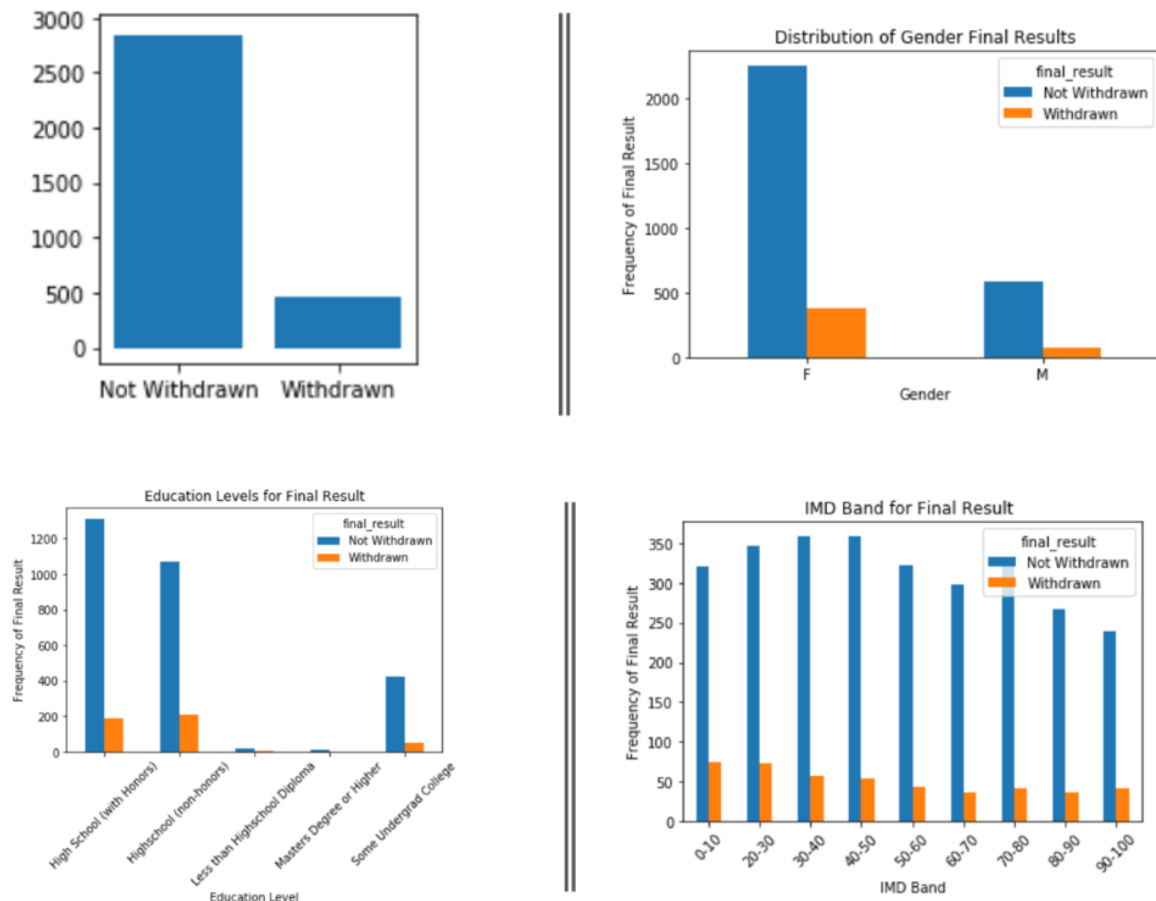 3000
2500
2000
1500
1000
500
0
Not Withdrawn Withdrawn
Distribution of Gender Final Results
Frequency of Final Result
2000
1500
1000
500
0
final_result
Not Withdrawn
Withdrawn
F M
Gender
Education Levels for Final Result
Frequency of Final Result
1200
1000
800
600
400
200
0
final_result
Not Withdrawn
Withdrawn
High School (with Honors)
Highschool (non-honors)
Less than Highschool Diploma
Masters Degree or Higher
Some Undergrad College
Education Level
IMD Band for Final Result
Frequency of Final Result
350
300
250
200
150
100
50
0
final_result
Not Withdrawn
Withdrawn
0-10
20-30
30-40
40-50
50-60
60-70
70-80
80-90
90-100
IMD Band